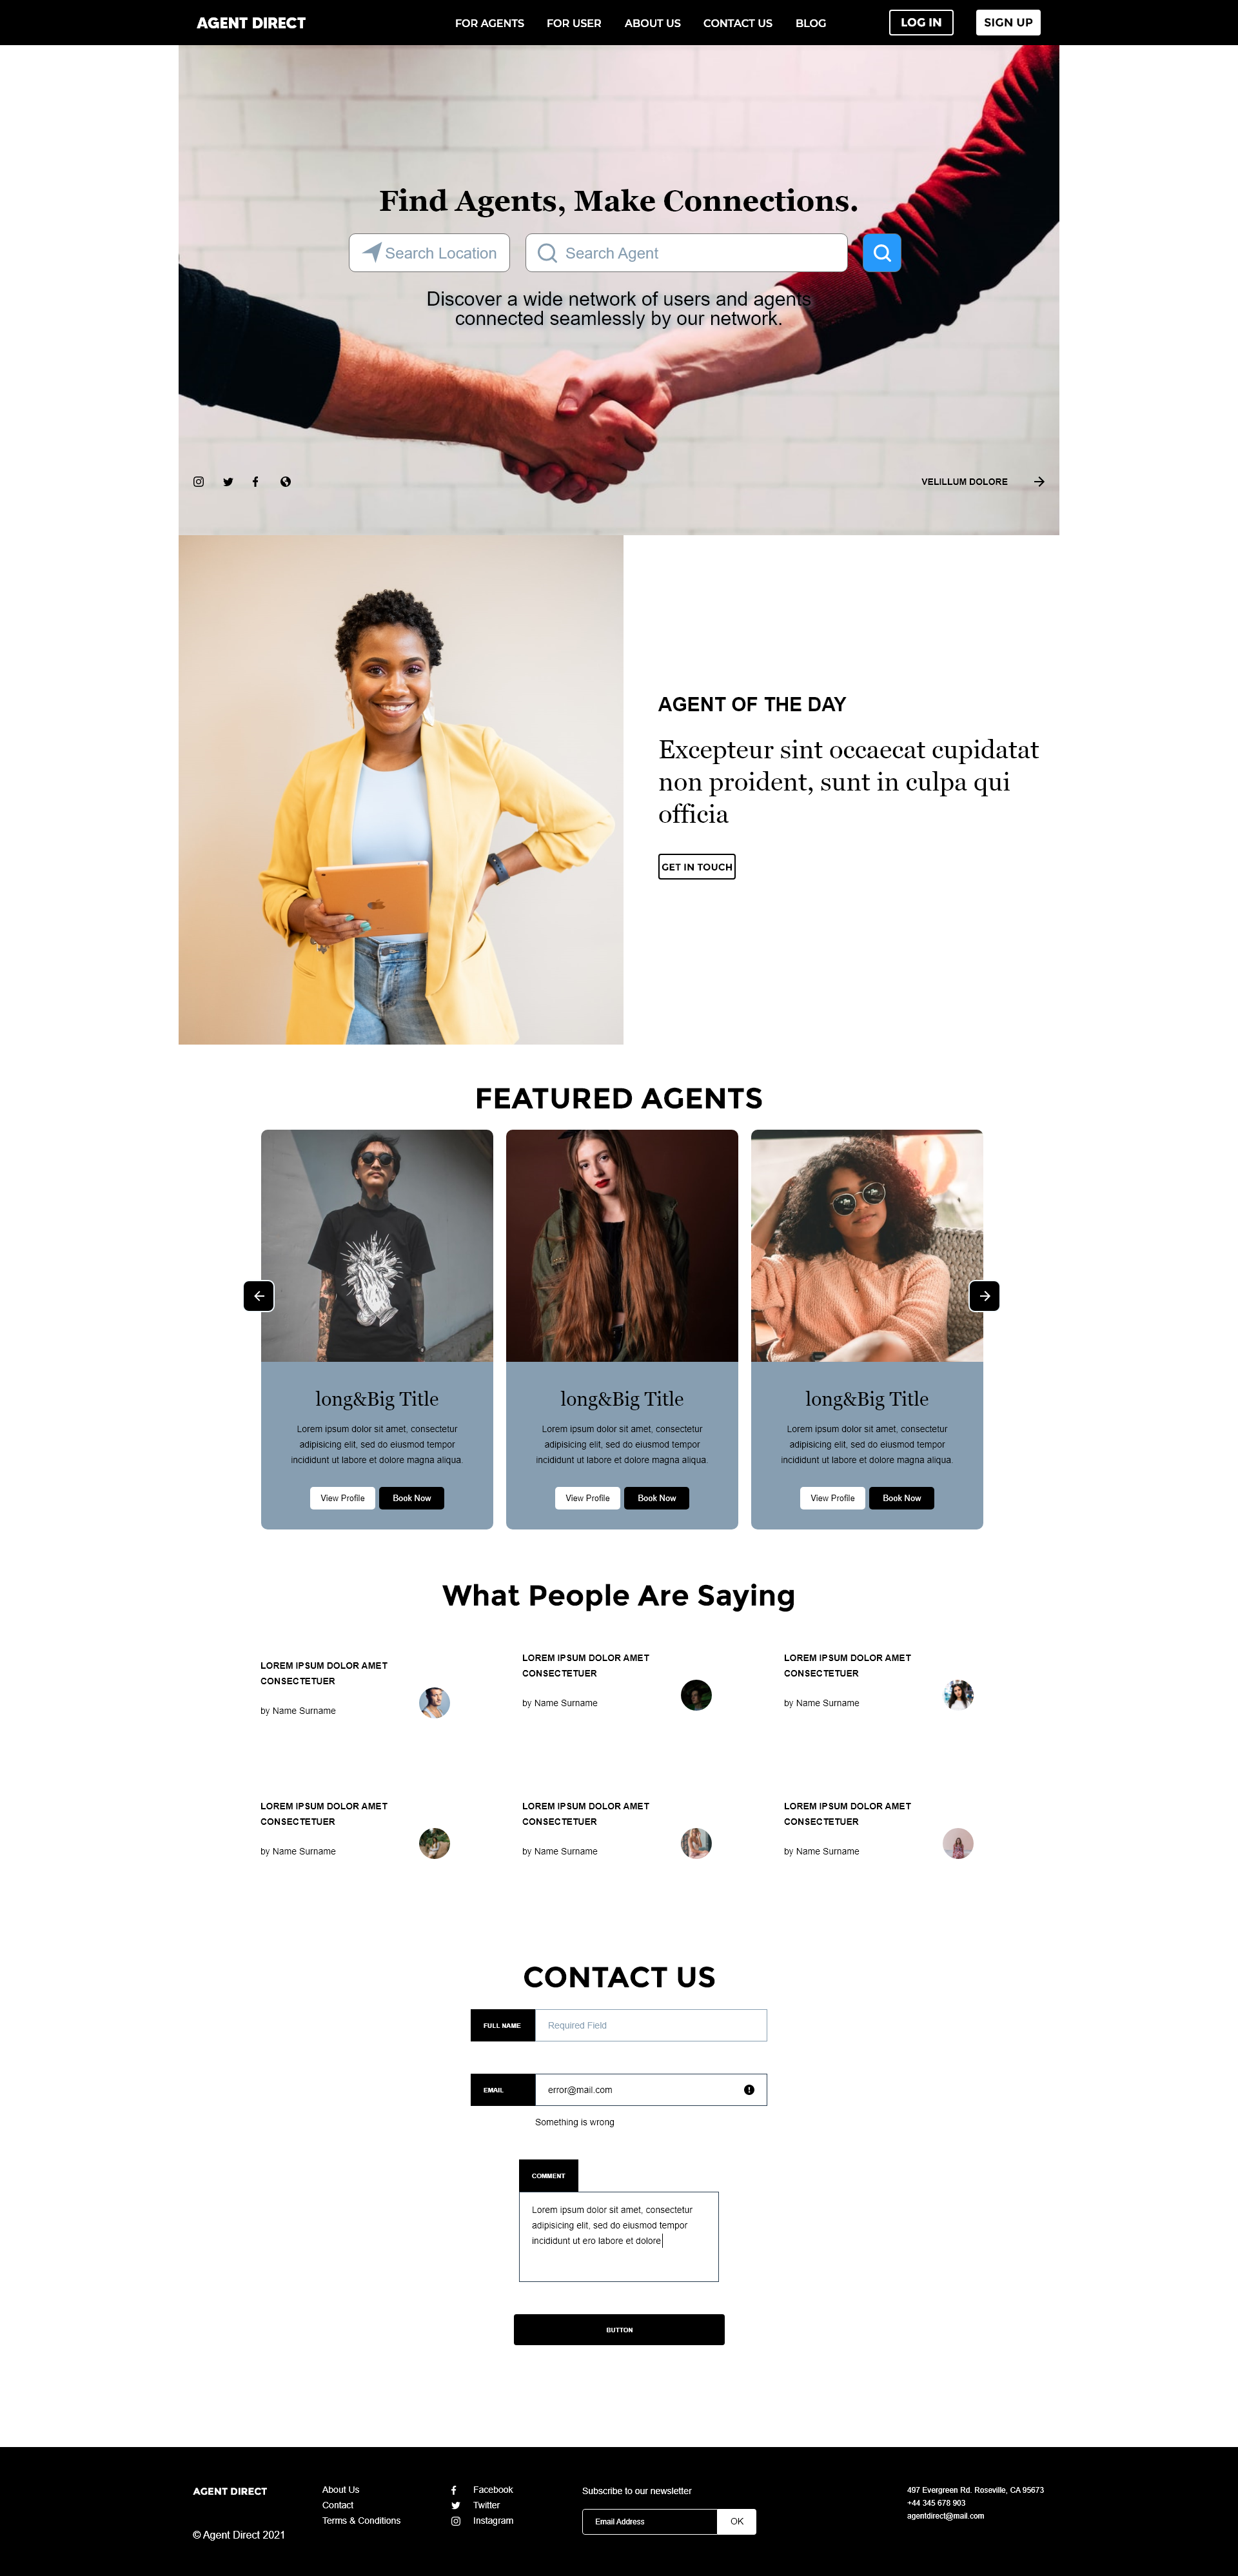 AGENT DIRECT
FOR AGENTS FOR USER ABOUT US CONTACT US BLOG
LOG IN
SIGN UP
Find Agents, Make Connections.
Search Location
Search Agent
Discover a wide network of users and agents
connected seamlessly by our network.
VELILLUM DOLORE
AGENT OF THE DAY
Excepteur sint occaecat cupidatat
non proident, sunt in culpa qui
officia
GET IN TOUCH
FEATURED AGENTS
long&Big Title
Lorem ipsum dolor sit amet, consectetur
adipisicing elit, sed do eiusmod tempor
incididunt ut labore et dolore magna aliqua.
View Profile
Book Now
long&Big Title
Lorem ipsum dolor sit amet, consectetur
adipisicing elit, sed do eiusmod tempor
incididunt ut labore et dolore magna aliqua.
View Profile
Book Now
long&Big Title
Lorem ipsum dolor sit amet, consectetur
adipisicing elit, sed do eiusmod tempor
incididunt ut labore et dolore magna aliqua.
View Profile
Book Now
What People Are Saying
LOREM IPSUM DOLOR AMET
CONSECTETUER
by Name Surname
LOREM IPSUM DOLOR AMET
CONSECTETUER
by Name Surname
LOREM IPSUM DOLOR AMET
CONSECTETUER
by Name Surname
LOREM IPSUM DOLOR AMET
CONSECTETUER
by Name Surname
LOREM IPSUM DOLOR AMET
CONSECTETUER
by Name Surname
LOREM IPSUM DOLOR AMET
CONSECTETUER
by Name Surname
CONTACT US
FULL NAME
Required Field
EMAIL
error@mail.com
Something is wrong
COMMENT
Lorem ipsum dolor sit amet, consectetur
adipisicing elit, sed do eiusmod tempor
incididunt ut ero labore et dolore
BUTTON
AGENT DIRECT
© Agent Direct 2021
About Us
Contact
Terms & Conditions
Facebook
Twitter
Instagram
Subscribe to our newsletter
Email Address
OK
497 Evergreen Rd. Roseville, CA 95673
+44 345 678 903
agentdirect@mail.com